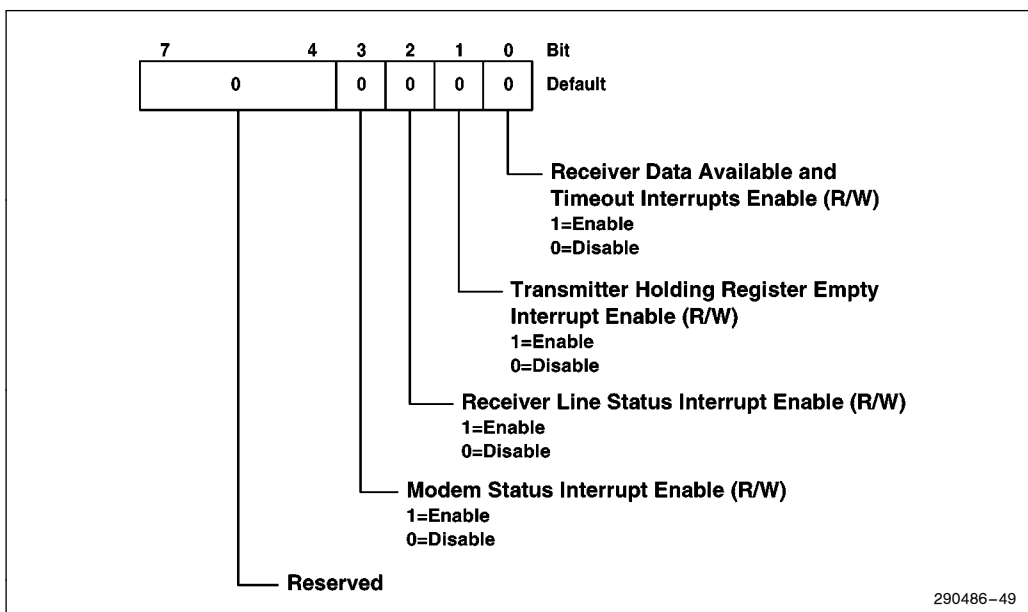 7 4 3 2 1 0 Bit
0 0 0 0 0 Default
Receiver Data Available and
Timeout Interrupts Enable (R/W)
1=Enable
0=Disable
Transmitter Holding Register Empty
Interrupt Enable (R/W)
1=Enable
0=Disable
Receiver Line Status Interrupt Enable (R/W)
1=Enable
0=Disable
Modem Status Interrupt Enable (R/W)
1=Enable
0=Disable
Reserved
290486–49